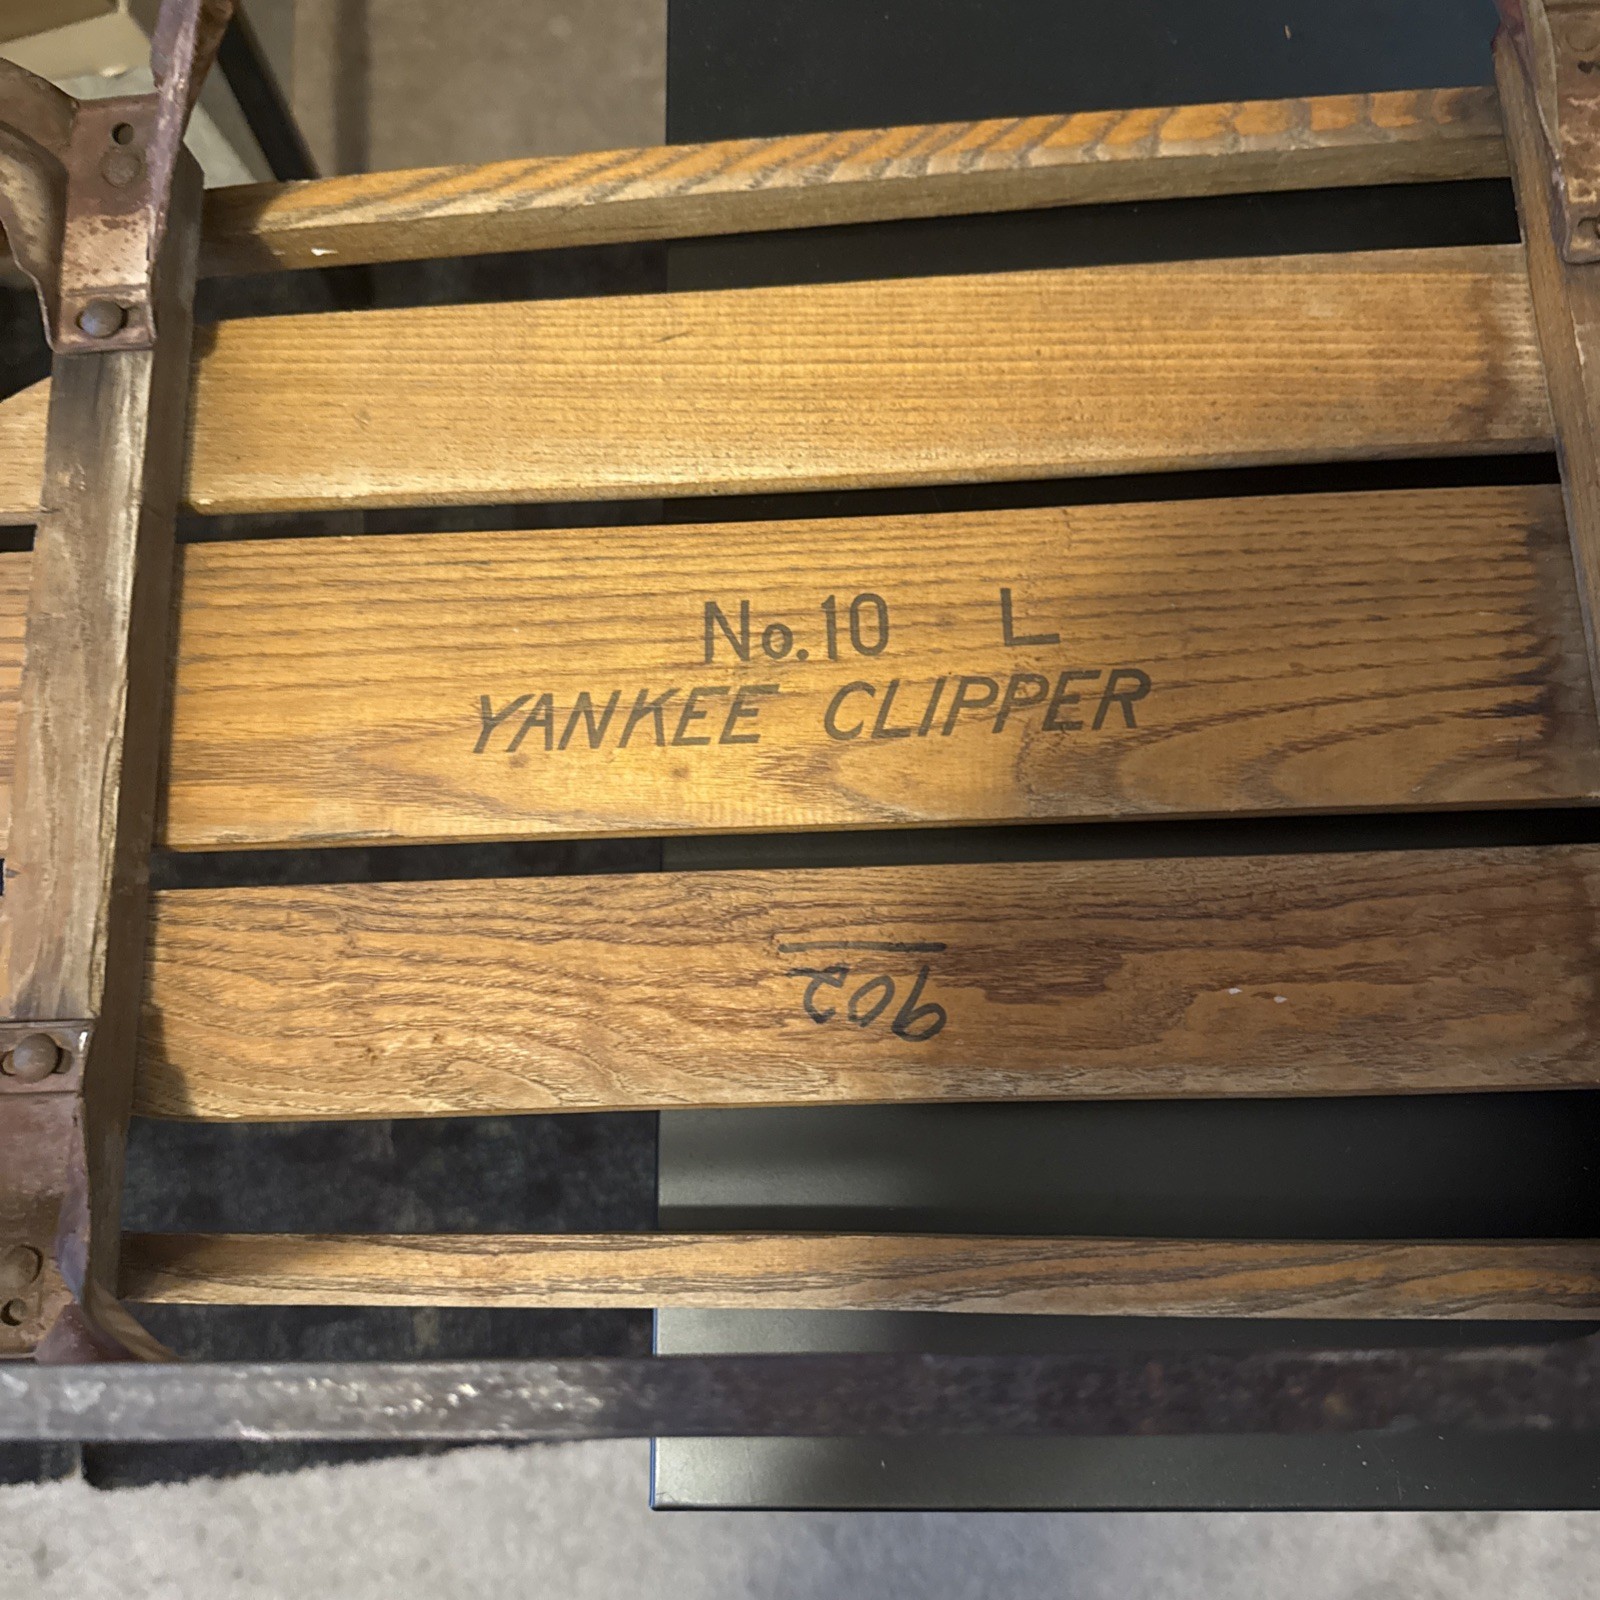 No.10 L
YANKEE CLIPPER
902